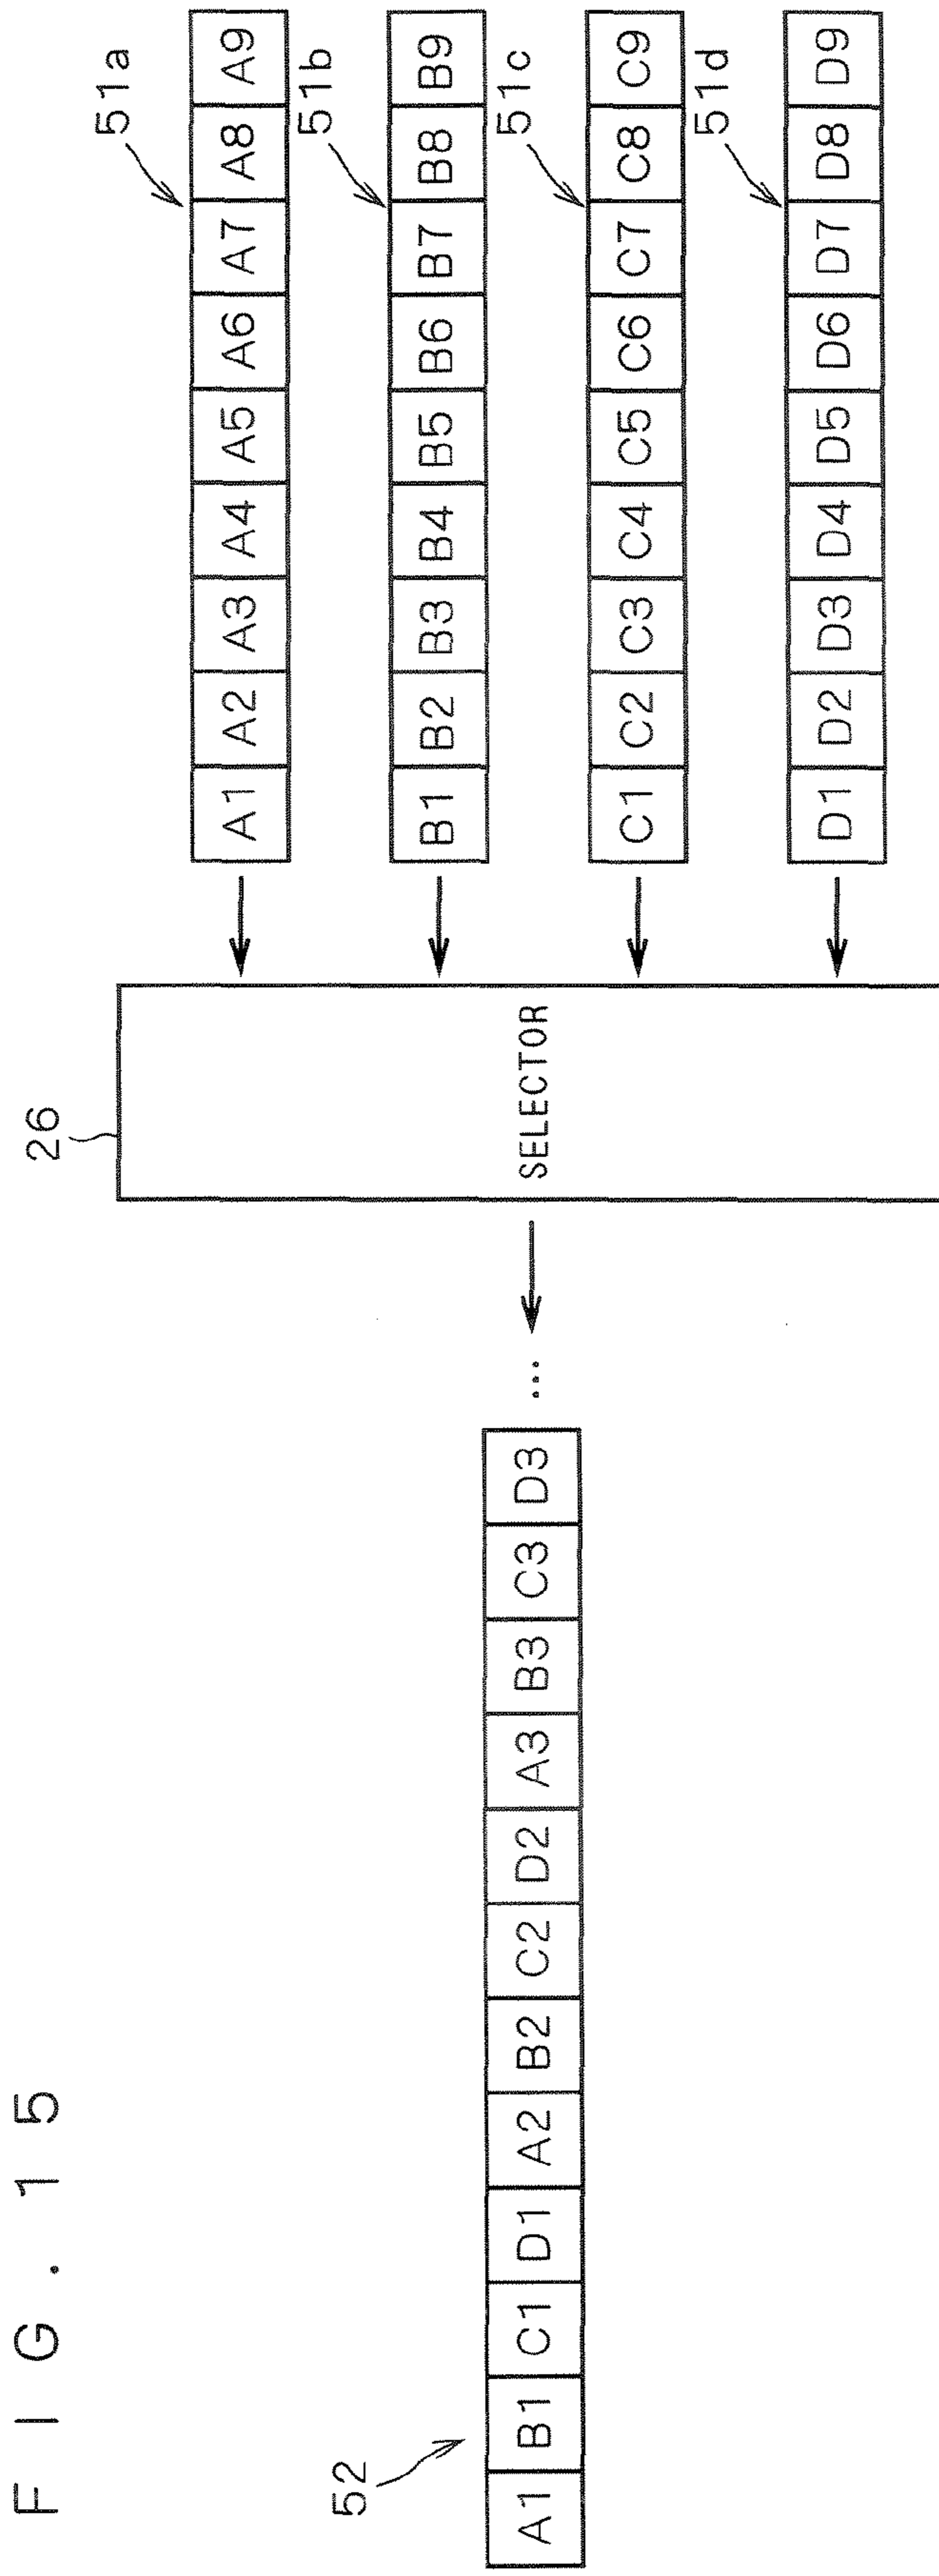 FIG. 15
52
A1 B1 C1 D1 A2 B2 C2 D2 A3 B3 C3 D3 ...
26
SELECTOR
51a
A1 A2 A3 A4 A5 A6 A7 A8 A9
51b
B1 B2 B3 B4 B5 B6 B7 B8 B9
51c
C1 C2 C3 C4 C5 C6 C7 C8 C9
51d
D1 D2 D3 D4 D5 D6 D7 D8 D9